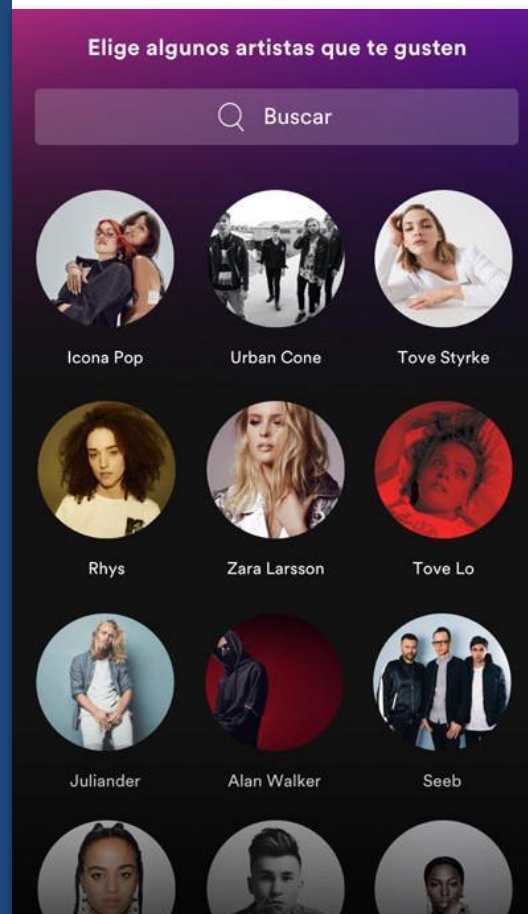 Elige algunos artistas que te gusten
Buscar
Icona Pop
Urban Cone
Tove Styrke
Rhys
Zara Larsson
Tove Lo
Juliander
Alan Walker
Seeb